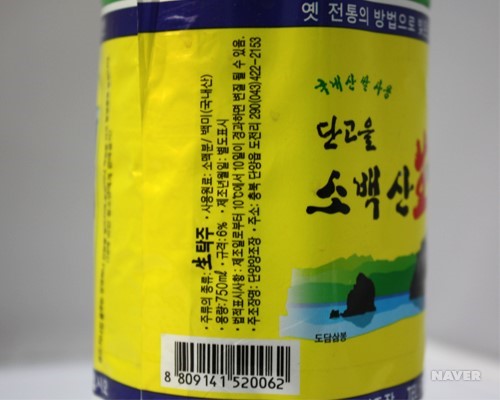 옛 전통의 방법으로
국내산 쌀 사용
단고을
소백산
도담삼봉
· 주류의 종류: 生탁주 · 사용원료: 소맥분/ 백미(국내산)
· 용량: 750㎖ · 규격: 6% · 제조년월일: 별도표시
· 법적표시사항: 제조일로부터 10℃에서 10일이 경과하면 변질 될 수 있음.
· 주조장명: 단양양조장 · 주소: 충북 단양읍 도전리 290(043)422-2153
8 809141 520062
NAVER